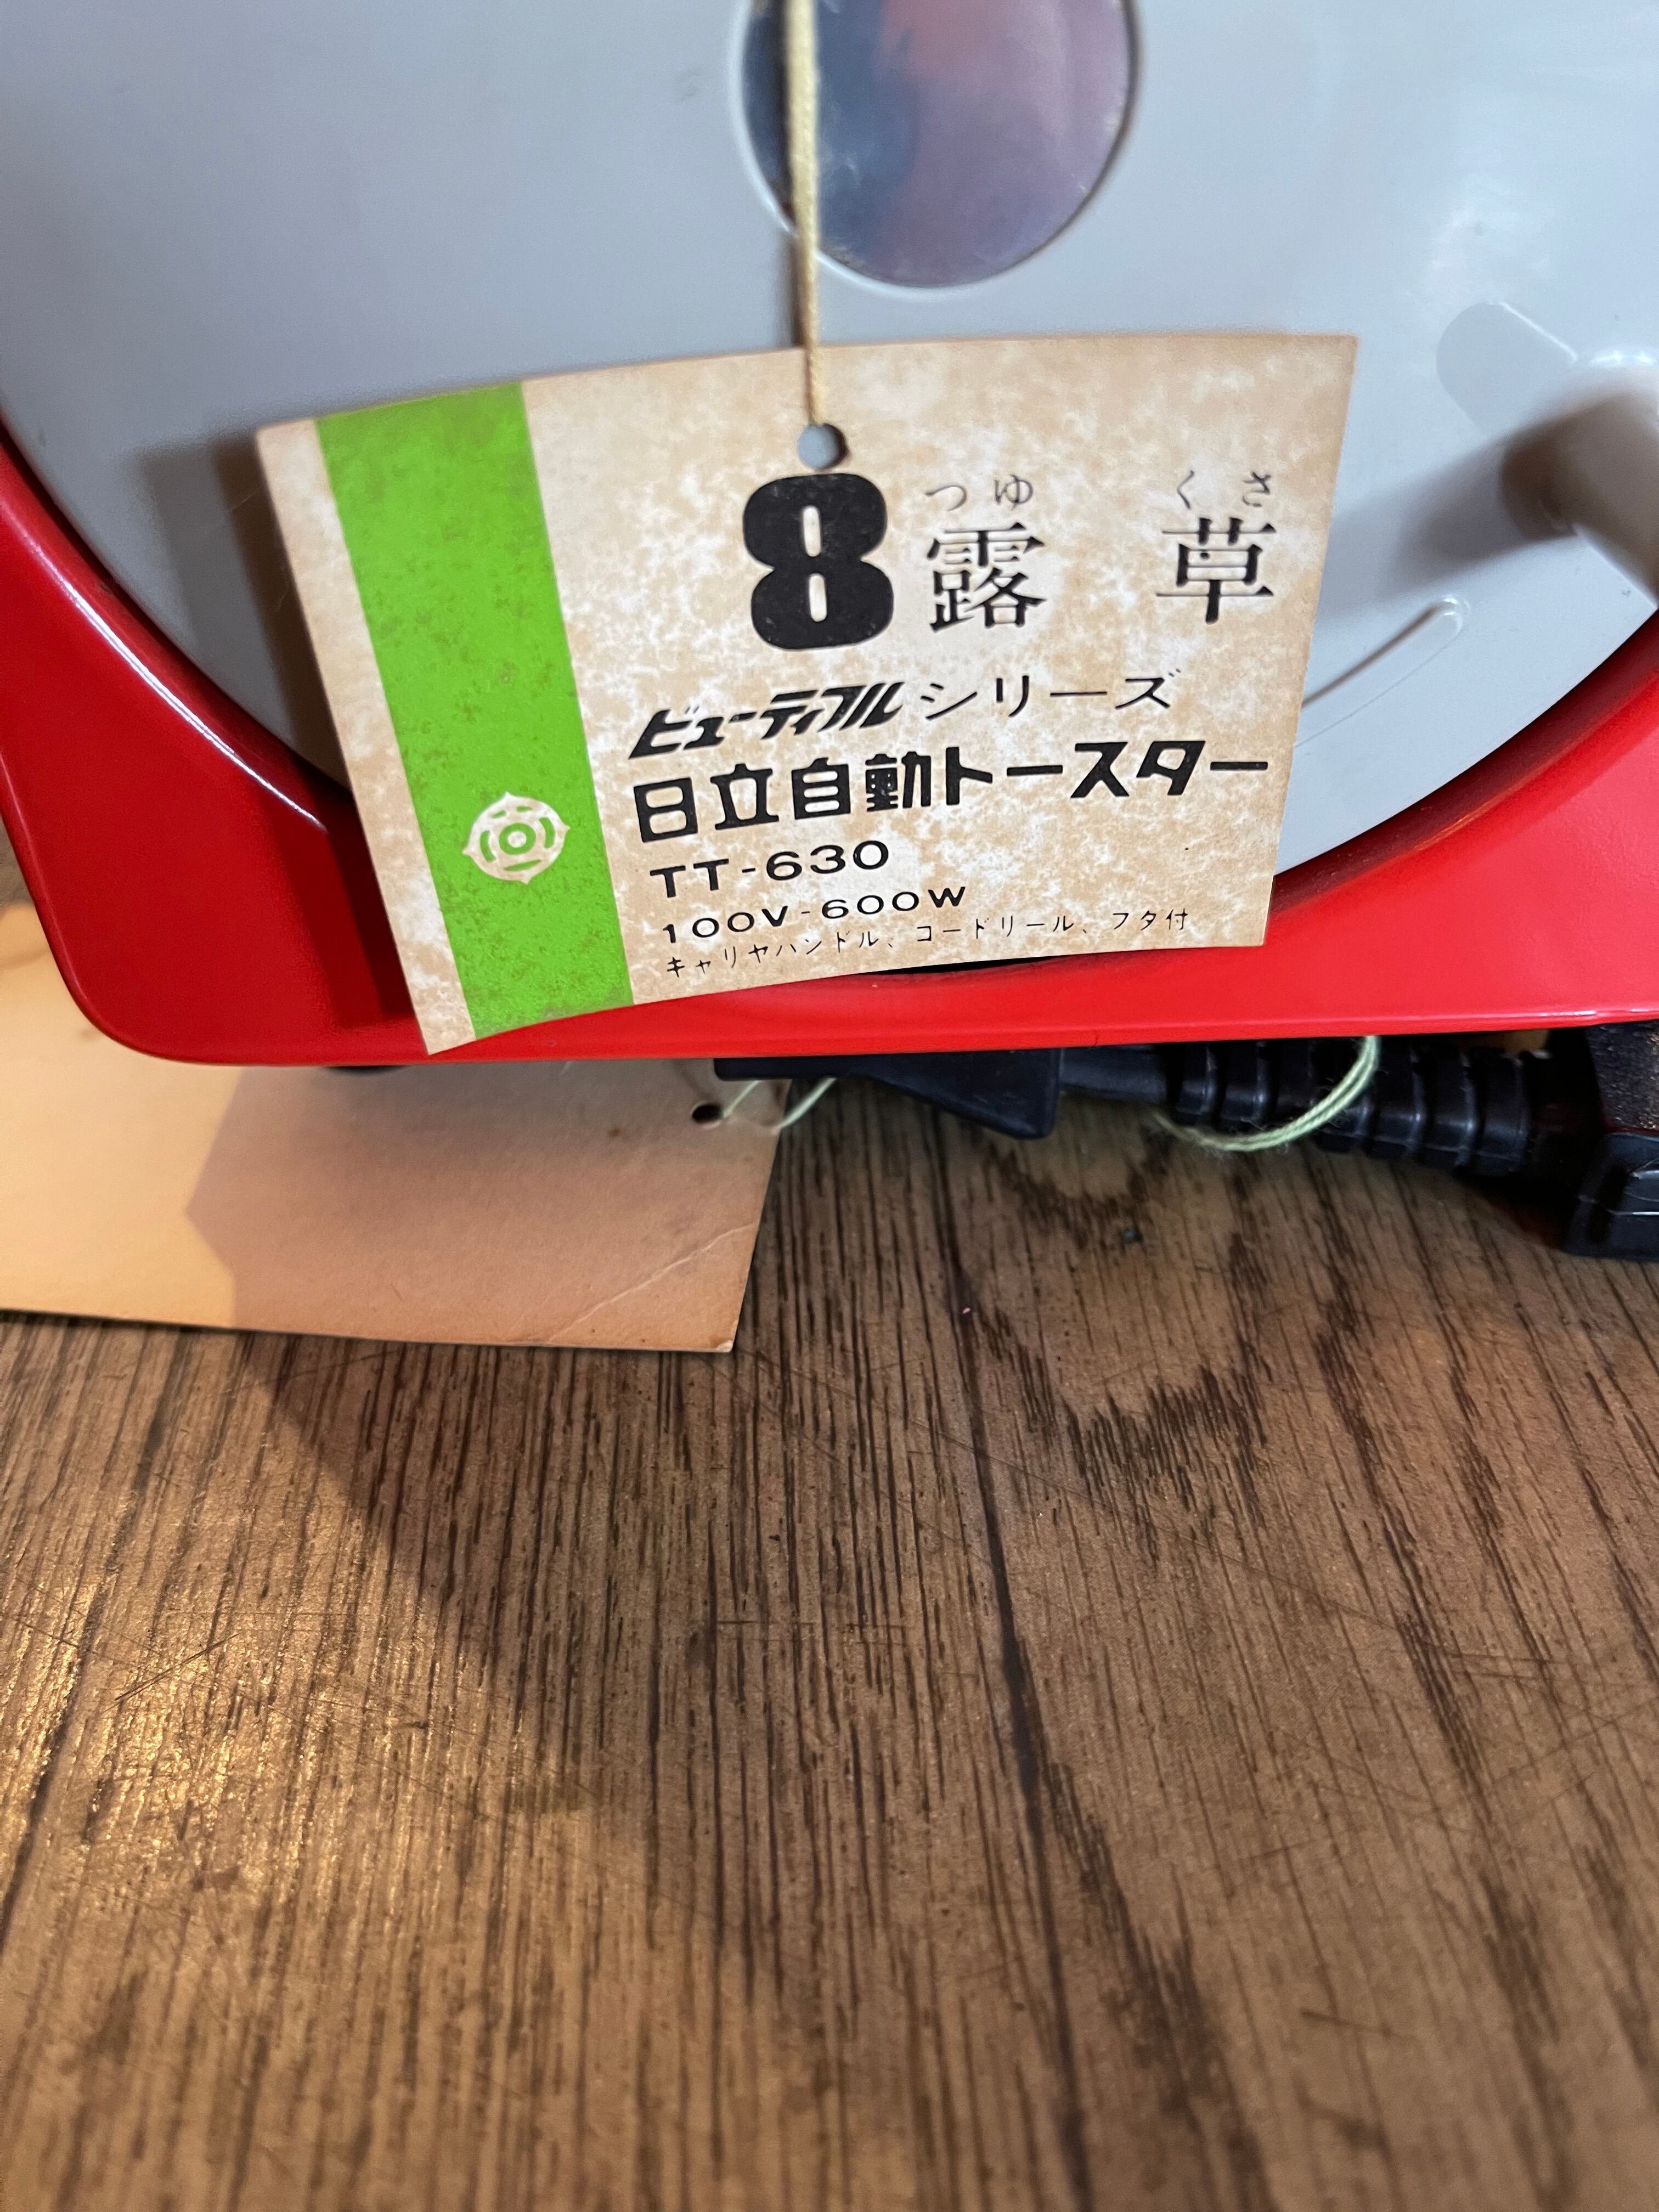 つゆ くさ
8 露草
ビューティフルシリーズ
日立自動トースター
TT-630
100V-600W
キャリヤハンドル、コードリール、フタ付